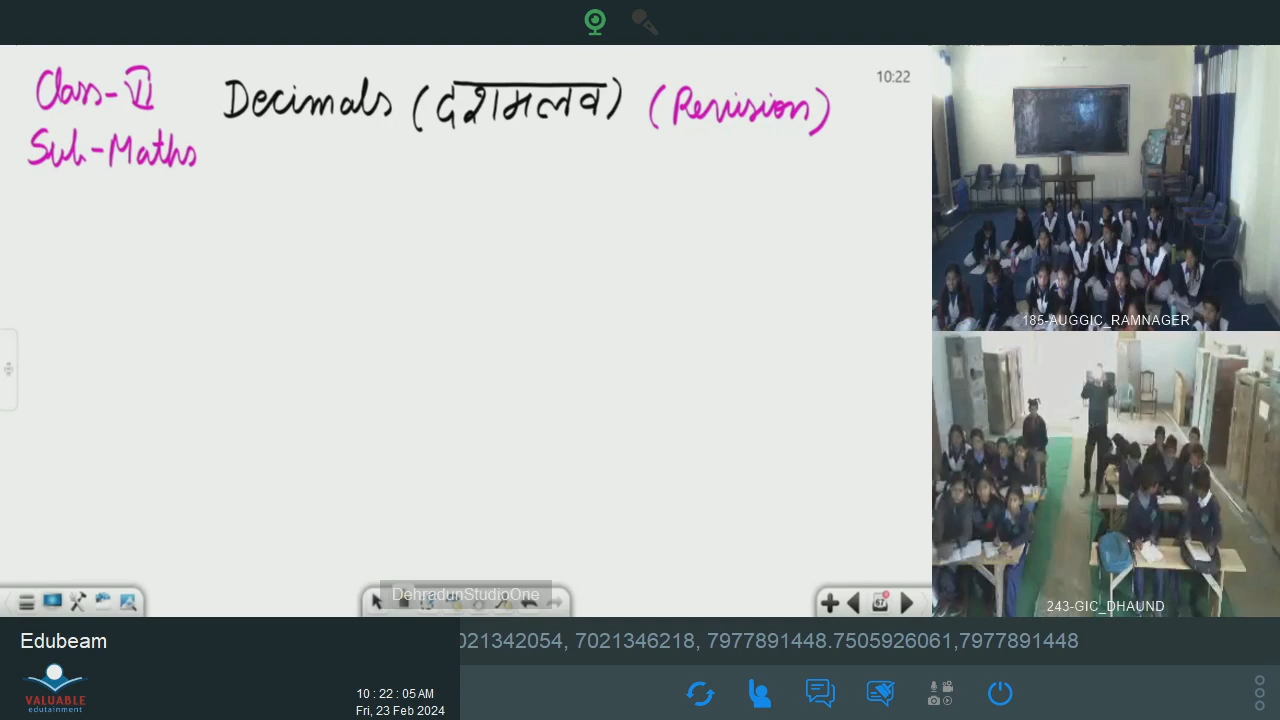 Class-VI Decimals (दशमलव) (Revision)
10:22
Sub-Maths
185-AUGGIC_RAMNAGER
243-GIC_DHAUND
DehradunStudioOne
Edubeam
021342054, 7021346218, 7977891448.7505926061,7977891448
VALUABLE
edutainment
10 : 22 : 05 AM
Fri, 23 Feb 2024